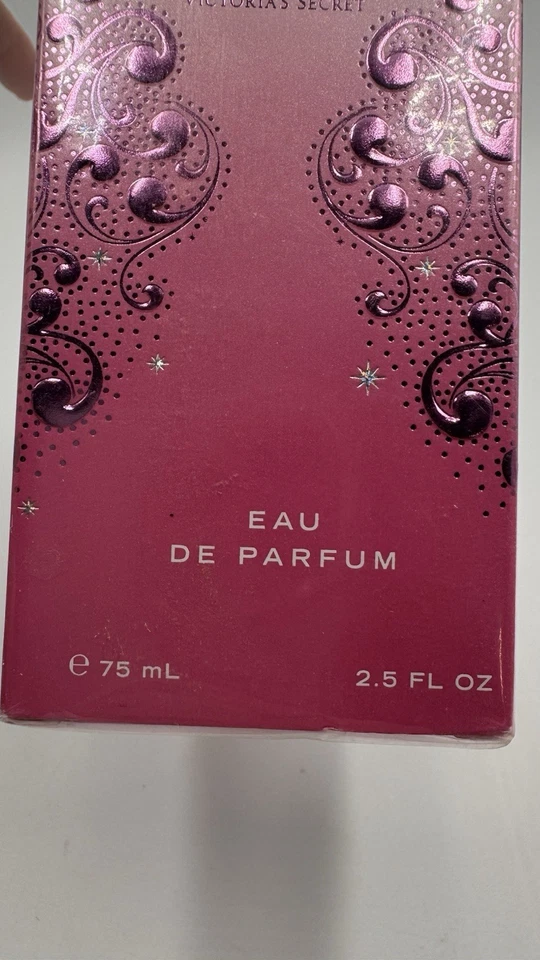 VICTORIA'S SECRET
EAU
DE PARFUM
℮ 75 mL
2.5 FL OZ